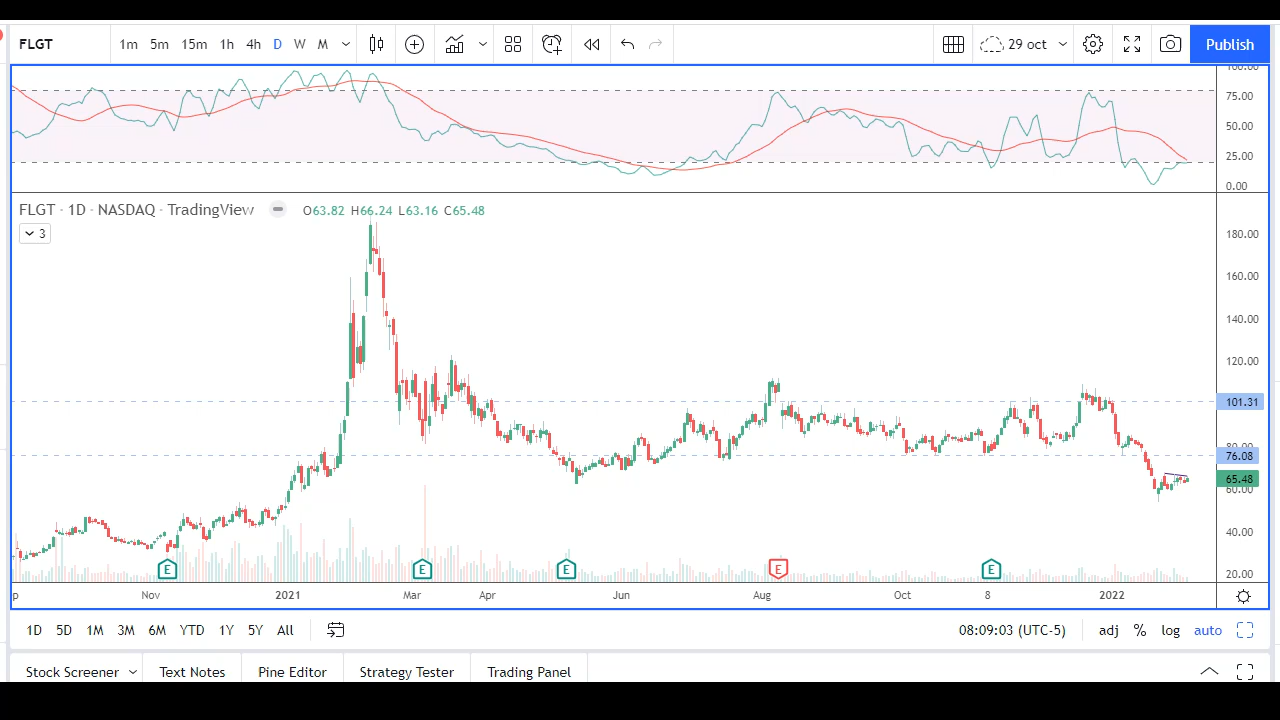 FLGT 1m 5m 15m 1h 4h D W M 29 oct Publish
100.00
75.00
50.00
25.00
0.00
FLGT · 1D · NASDAQ · TradingView O63.82 H66.24 L63.16 C65.48
3
180.00
160.00
140.00
120.00
101.31
80.00
76.08
65.48
60.00
40.00
20.00
E E E E E
p Nov 2021 Mar Apr Jun Aug Oct 8 2022
1D 5D 1M 3M 6M YTD 1Y 5Y All 08:09:03 (UTC-5) adj % log auto
Stock Screener Text Notes Pine Editor Strategy Tester Trading Panel